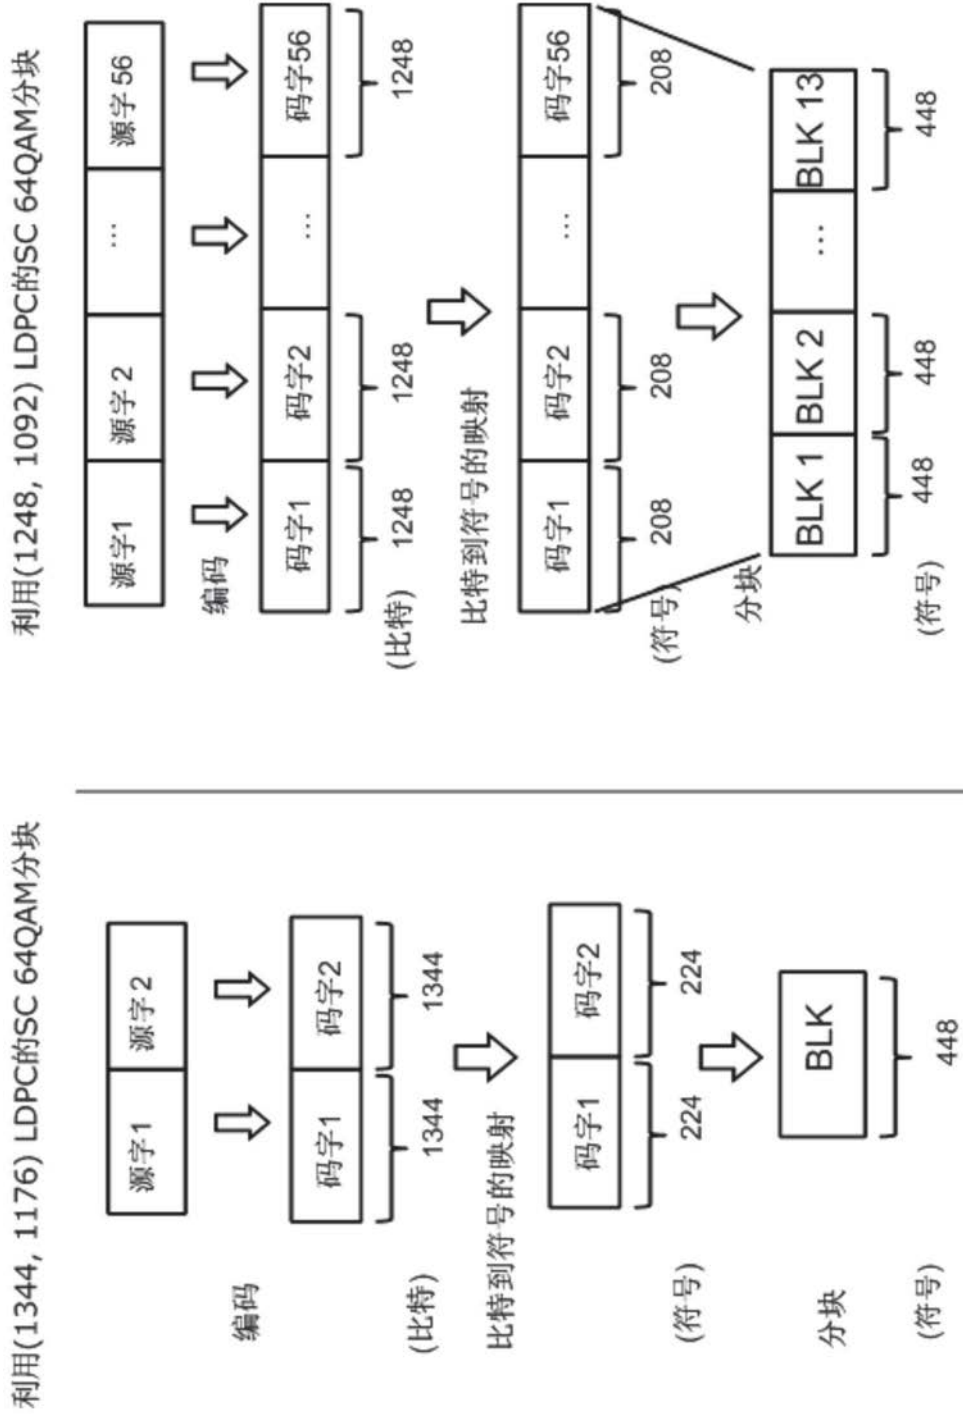 利用(1344, 1176) LDPC的SC 64QAM分块
源字1 源字2
编码
码字1 码字2
1344 1344
(比特)
比特到符号的映射
码字1 码字2
224 224
(符号)
分块
BLK
448
(符号)
利用(1248, 1092) LDPC的SC 64QAM分块
源字1 源字2 … 源字56
编码
码字1 码字2 … 码字56
1248 1248 1248
(比特)
比特到符号的映射
码字1 码字2 … 码字56
208 208 208
(符号)
分块
BLK 1 BLK 2 … BLK 13
448 448 448
(符号)